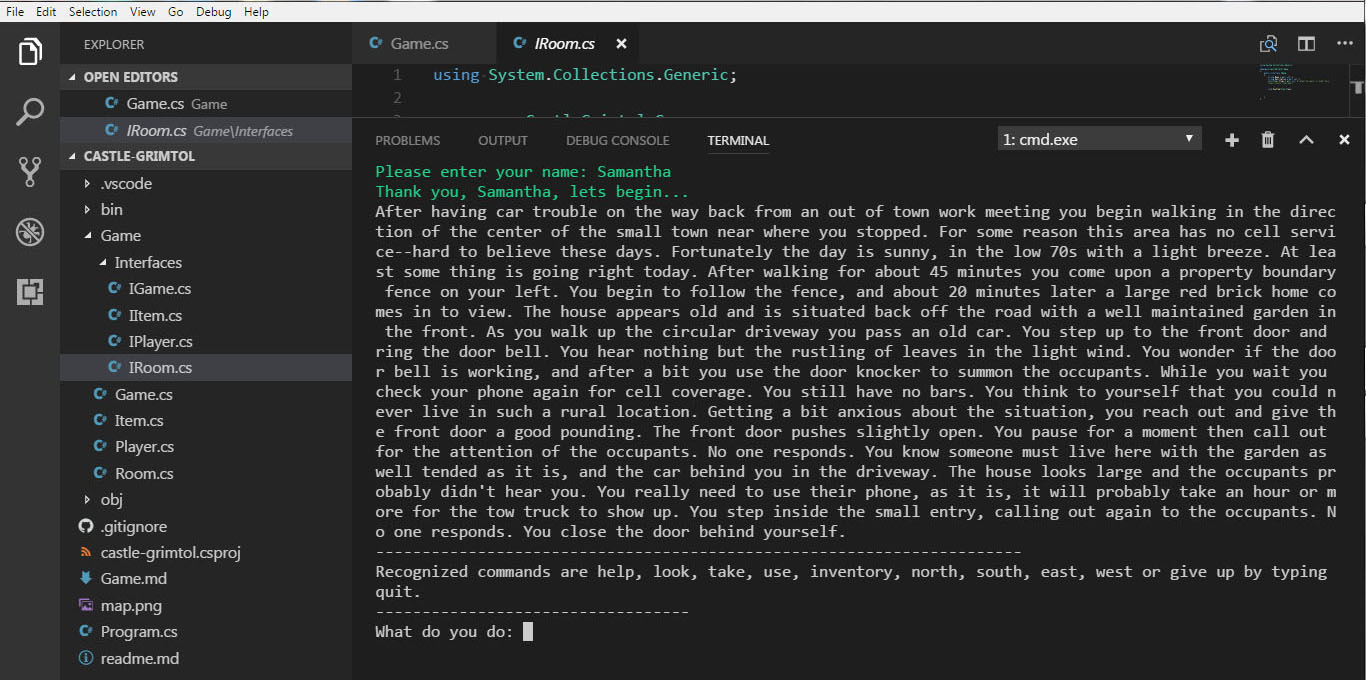 File Edit Selection View Go Debug Help
EXPLORER
OPEN EDITORS
Game.cs Game
IRoom.cs Game\Interfaces
CASTLE-GRIMTOL
.vscode
bin
Game
Interfaces
IGame.cs
IItem.cs
IPlayer.cs
IRoom.cs
Game.cs
Item.cs
Player.cs
Room.cs
obj
.gitignore
castle-grimtol.csproj
Game.md
map.png
Program.cs
readme.md
Game.cs IRoom.cs
1 using System.Collections.Generic;
2
PROBLEMS OUTPUT DEBUG CONSOLE TERMINAL 1: cmd.exe
Please enter your name: Samantha
Thank you, Samantha, lets begin...
After having car trouble on the way back from an out of town work meeting you begin walking in the direc
tion of the center of the small town near where you stopped. For some reason this area has no cell servi
ce--hard to believe these days. Fortunately the day is sunny, in the low 70s with a light breeze. At lea
st some thing is going right today. After walking for about 45 minutes you come upon a property boundary
 fence on your left. You begin to follow the fence, and about 20 minutes later a large red brick home co
mes in to view. The house appears old and is situated back off the road with a well maintained garden in
 the front. As you walk up the circular driveway you pass an old car. You step up to the front door and
ring the door bell. You hear nothing but the rustling of leaves in the light wind. You wonder if the doo
r bell is working, and after a bit you use the door knocker to summon the occupants. While you wait you
check your phone again for cell coverage. You still have no bars. You think to yourself that you could n
ever live in such a rural location. Getting a bit anxious about the situation, you reach out and give th
e front door a good pounding. The front door pushes slightly open. You pause for a moment then call out
for the attention of the occupants. No one responds. You know someone must live here with the garden as
well tended as it is, and the car behind you in the driveway. The house looks large and the occupants pr
obably didn't hear you. You really need to use their phone, as it is, it will probably take an hour or m
ore for the tow truck to show up. You step inside the small entry, calling out again to the occupants. N
o one responds. You close the door behind yourself.
----------------------------------------------------------------------
Recognized commands are help, look, take, use, inventory, north, south, east, west or give up by typing
quit.
----------------------------------
What do you do: